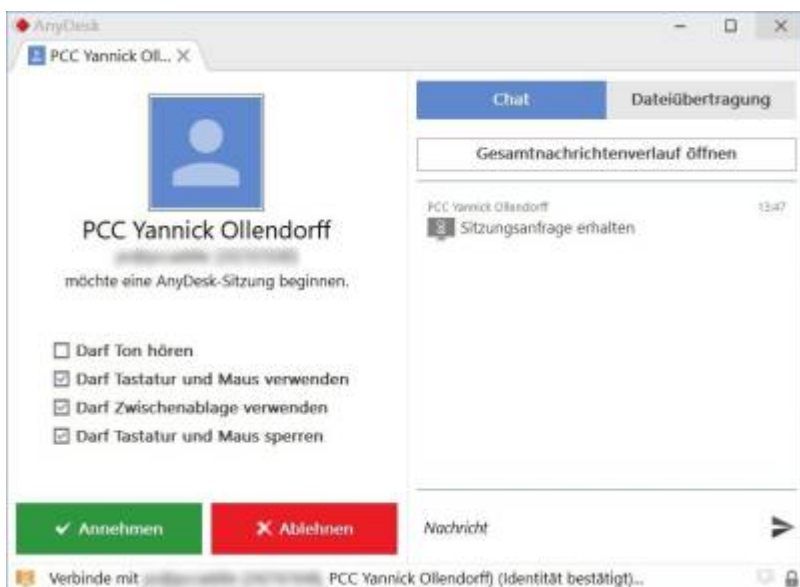 AnyDesk
PCC Yannick Oll...
PCC Yannick Ollendorff
möchte eine AnyDesk-Sitzung beginnen.
Darf Ton hören
Darf Tastatur und Maus verwenden
Darf Zwischenablage verwenden
Darf Tastatur und Maus sperren
Annehmen
Ablehnen
Chat
Dateiübertragung
Gesamtnachrichtenverlauf öffnen
PCC Yannick Ollendorff 13:47
Sitzungsanfrage erhalten
Nachricht
Verbinde mit PCC Yannick Ollendorff) (Identität bestätigt)...